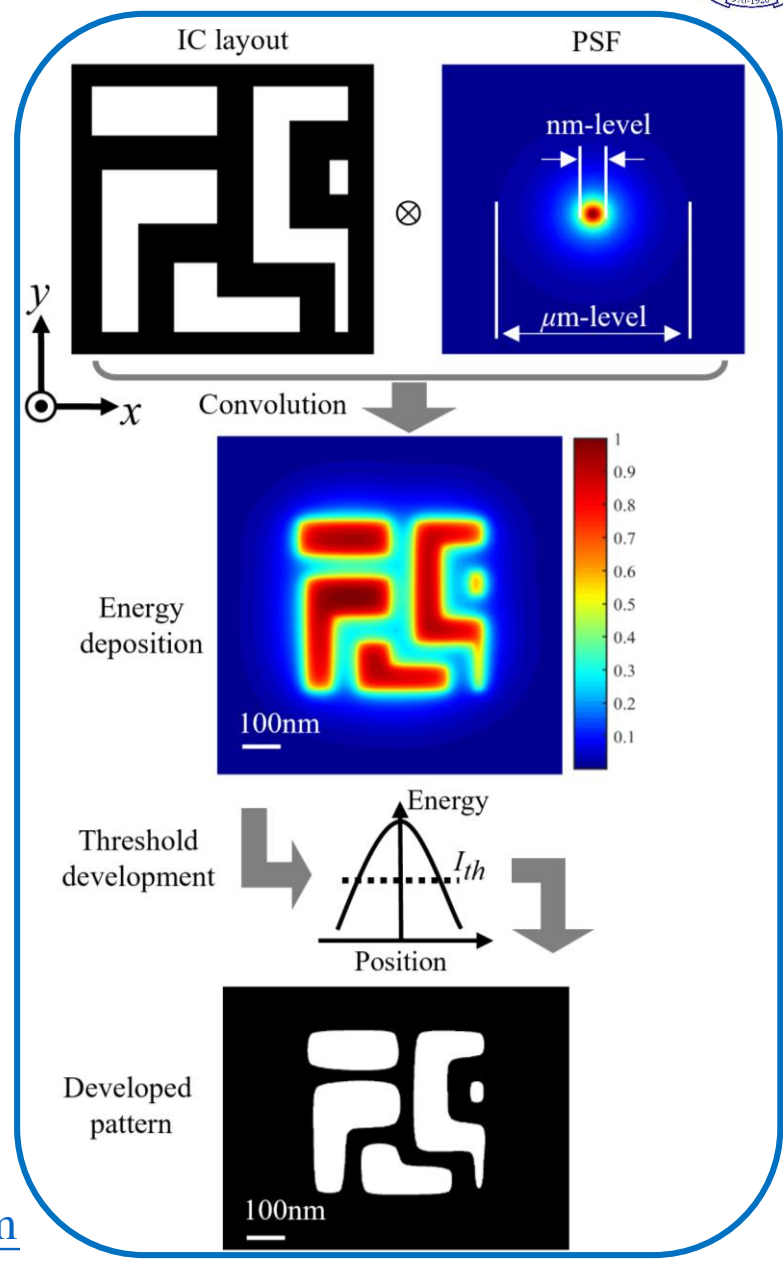 IC layout
PSF
nm-level
⊗
μm-level
y
x
Convolution
1
0.9
0.8
0.7
0.6
0.5
0.4
0.3
0.2
0.1
Energy
deposition
100nm
Threshold
development
Energy
I_th
Position
Developed
pattern
100nm